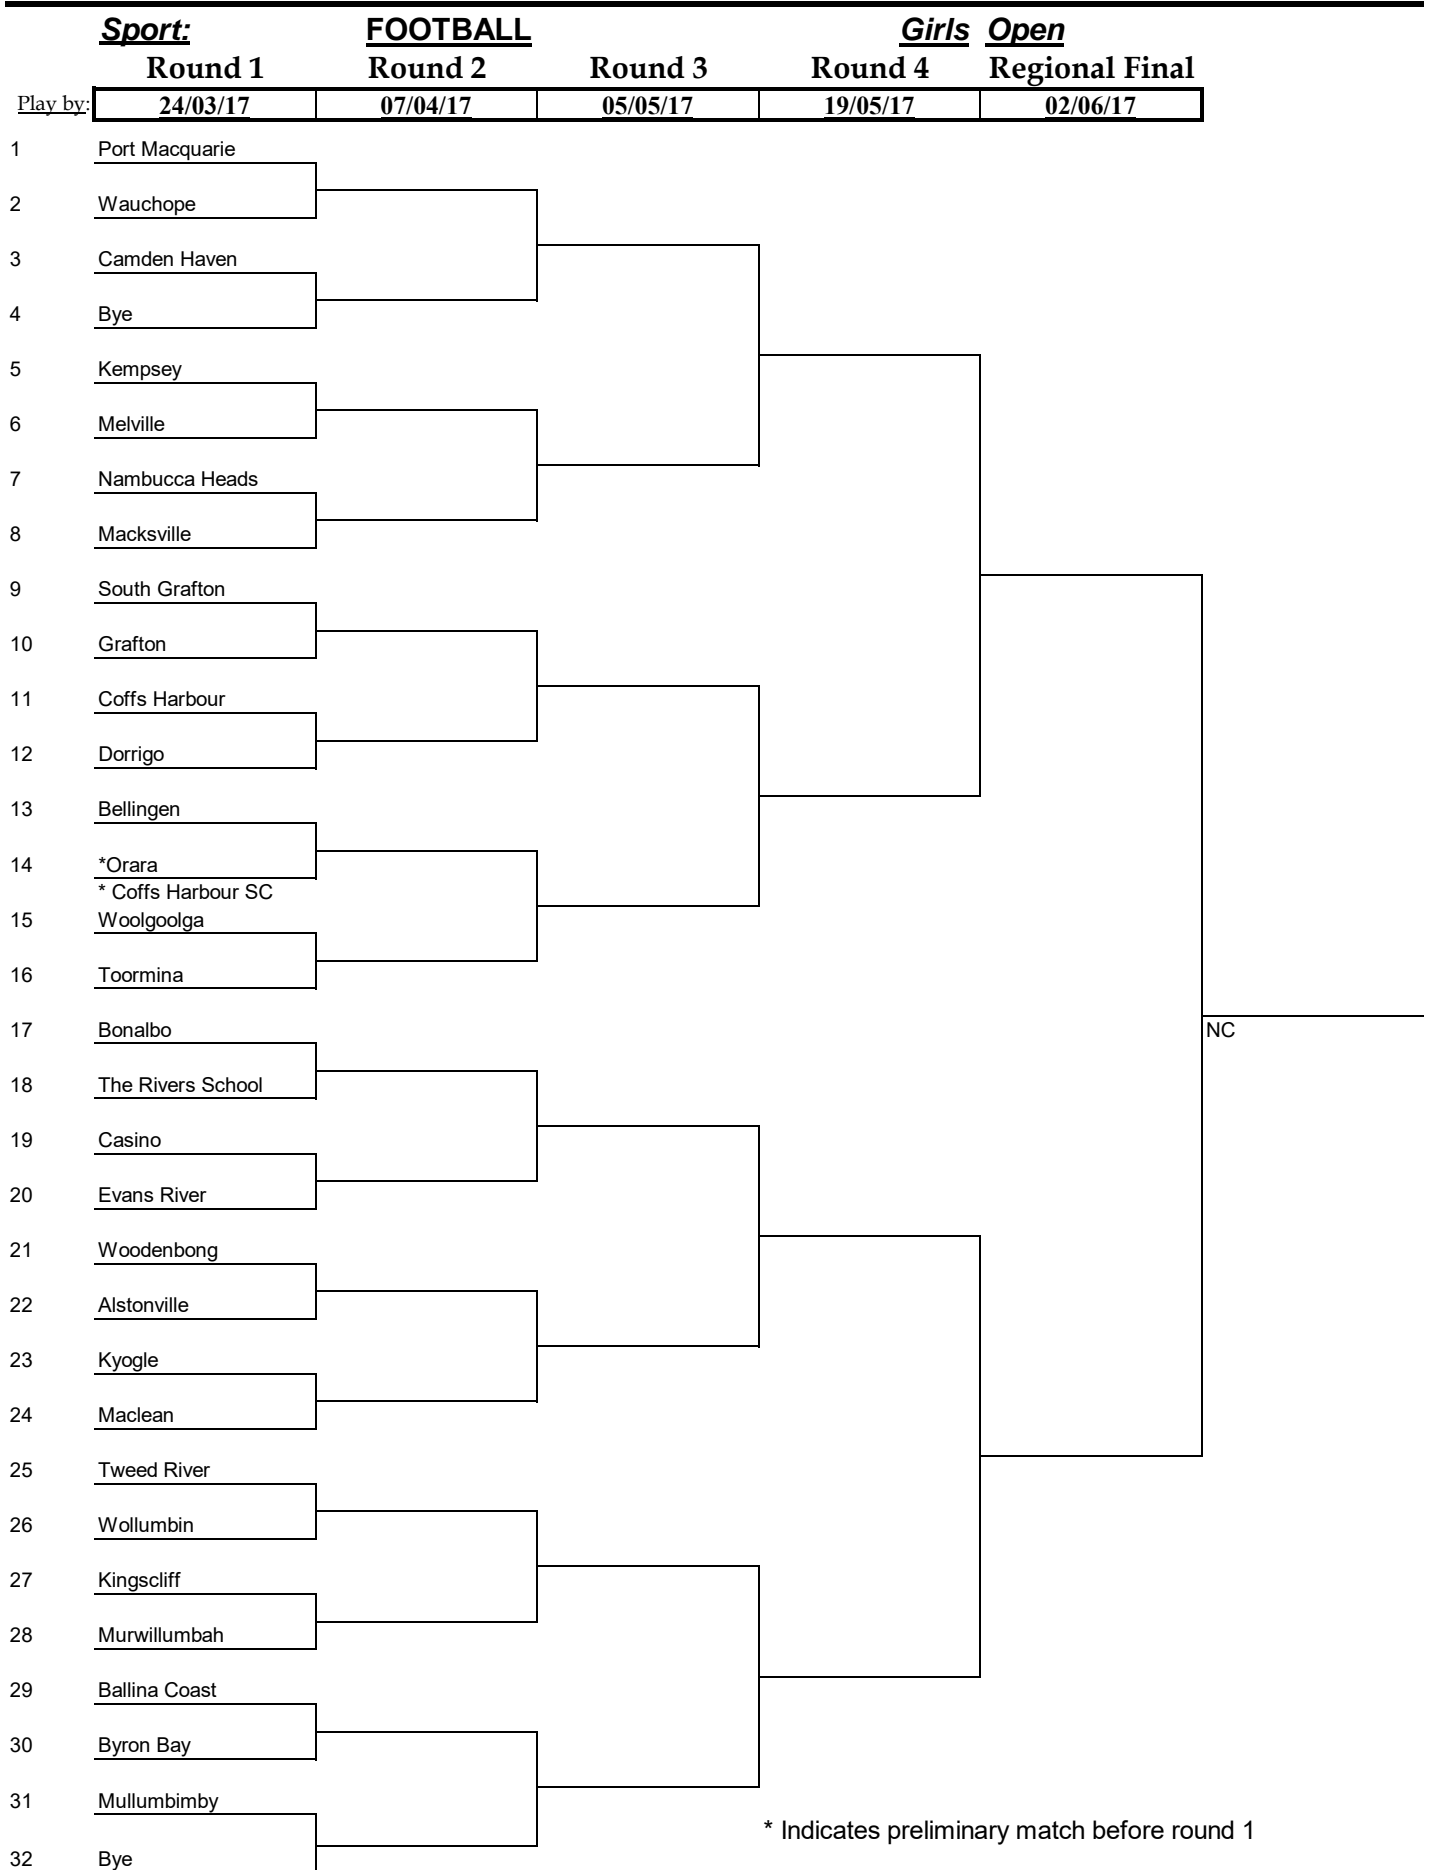 Sport: FOOTBALL Girls Open
Round 1 Round 2 Round 3 Round 4 Regional Final
Play by: 24/03/17 07/04/17 05/05/17 19/05/17 02/06/17
1 Port Macquarie
2 Wauchope
3 Camden Haven
4 Bye
5 Kempsey
6 Melville
7 Nambucca Heads
8 Macksville
9 South Grafton
10 Grafton
11 Coffs Harbour
12 Dorrigo
13 Bellingen
14 *Orara
* Coffs Harbour SC
15 Woolgoolga
16 Toormina
17 Bonalbo
NC
18 The Rivers School
19 Casino
20 Evans River
21 Woodenbong
22 Alstonville
23 Kyogle
24 Maclean
25 Tweed River
26 Wollumbin
27 Kingscliff
28 Murwillumbah
29 Ballina Coast
30 Byron Bay
31 Mullumbimby
* Indicates preliminary match before round 1
32 Bye